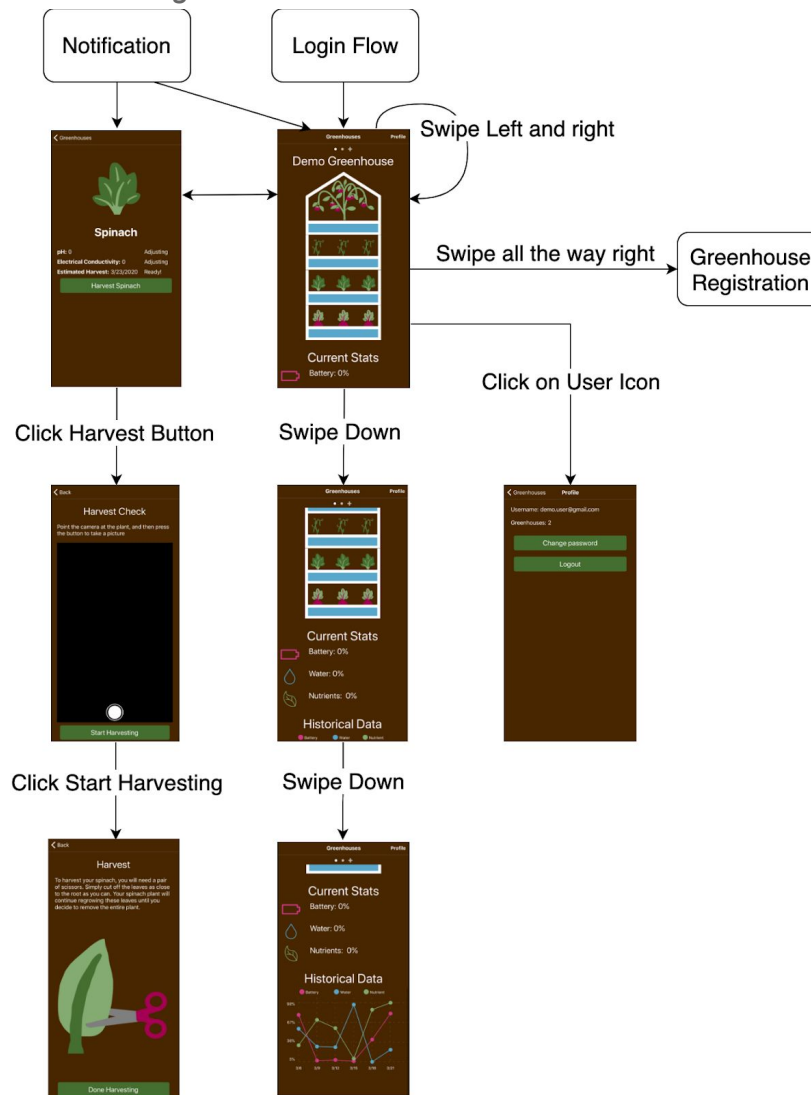 Notification
Login Flow
Swipe Left and right
Swipe all the way right
Greenhouse
Registration
Click on User Icon
Greenhouses
Spinach
pH: 0 Adjusting
Electrical Conductivity: 0 Adjusting
Estimated Harvest: 3/23/2020 Ready!
Harvest Spinach
Greenhouses Profile
Demo Greenhouse
Current Stats
Battery: 0%
Click Harvest Button
Swipe Down
Back
Harvest Check
Point the camera at the plant, and then press
the button to take a picture
Start Harvesting
Greenhouses Profile
Current Stats
Battery: 0%
Water: 0%
Nutrients: 0%
Historical Data
Battery Water Nutrient
Greenhouses Profile
Username: demo.user@gmail.com
Greenhouses: 2
Change password
Logout
Click Start Harvesting
Swipe Down
Back
Harvest
To harvest your spinach, you will need a pair
of scissors. Simply cut off the leaves as close
to the root as you can. Your spinach plant will
continue regrowing these leaves until you
decide to remove the entire plant.
Done Harvesting
Greenhouses Profile
Current Stats
Battery: 0%
Water: 0%
Nutrients: 0%
Historical Data
Battery Water Nutrient
0%